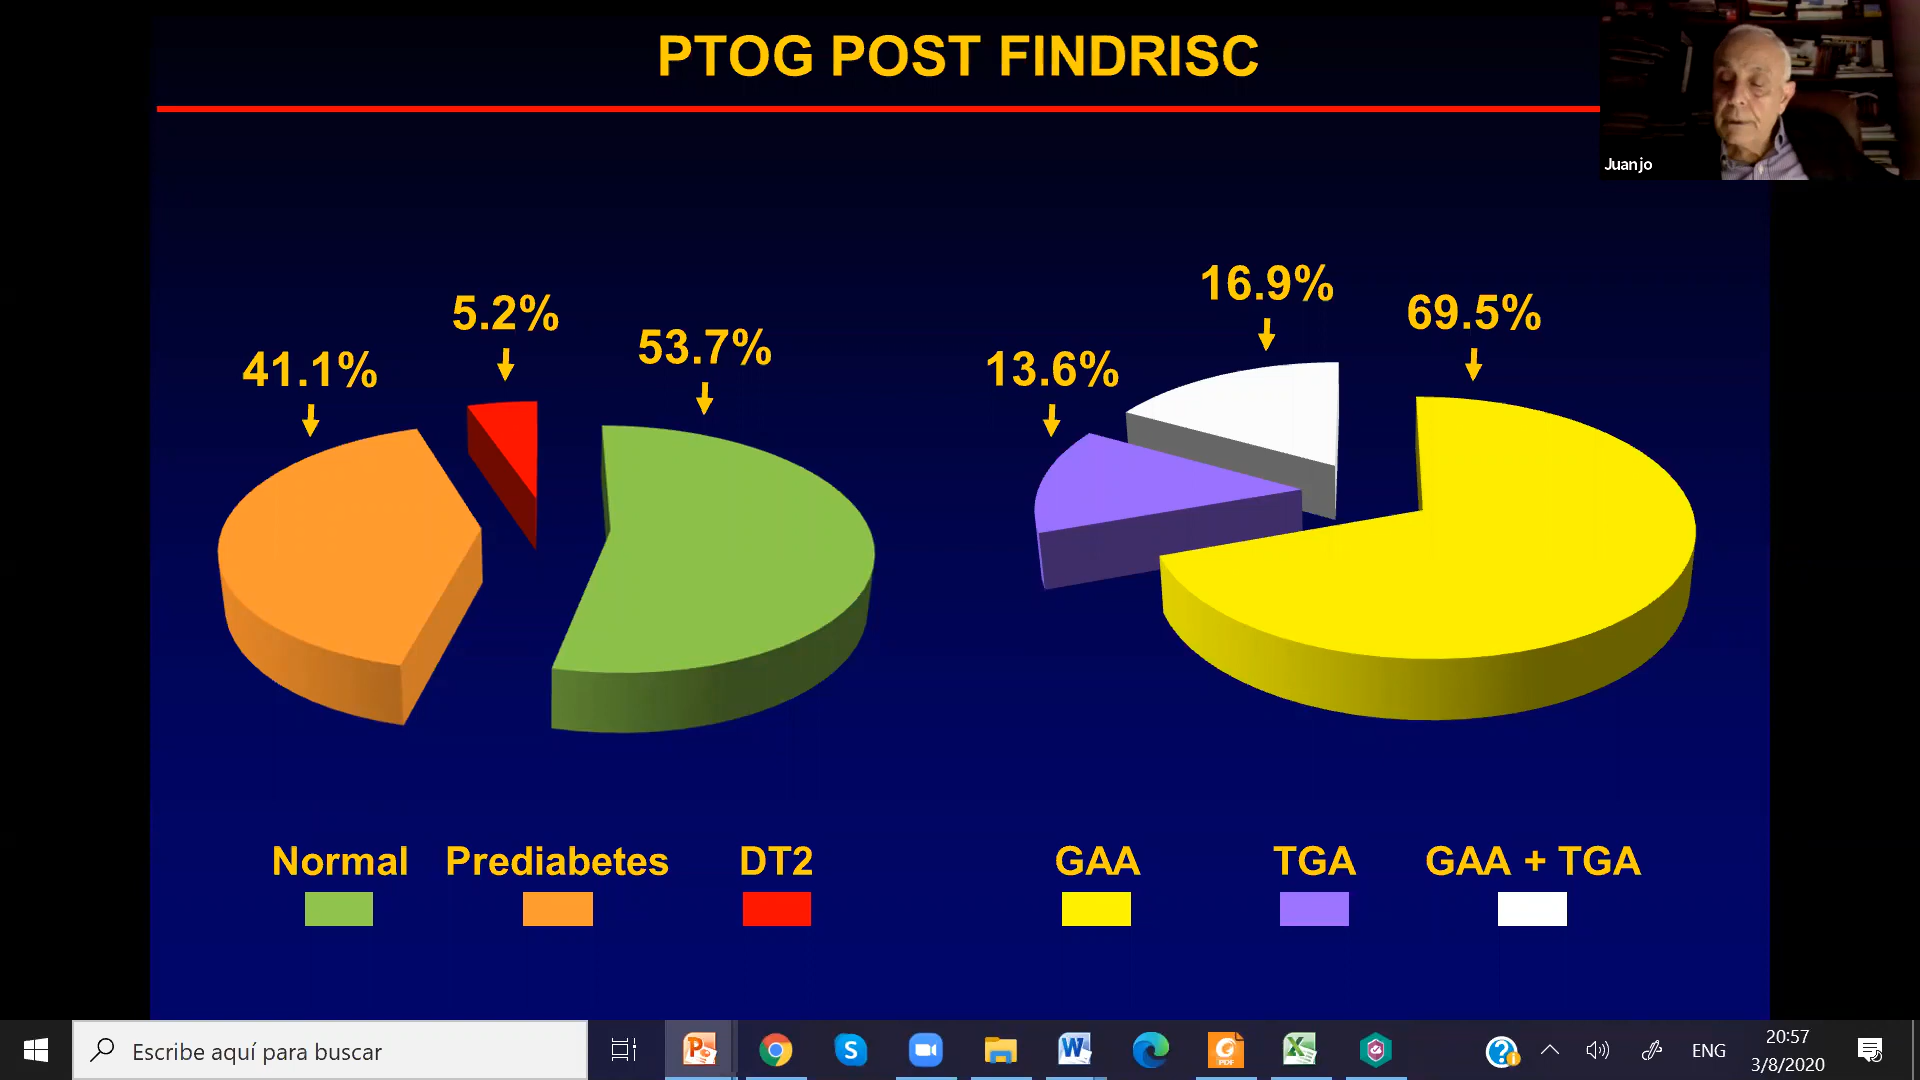 PTOG POST FINDRISC
Juanjo
41.1%
5.2%
53.7%
13.6%
16.9%
69.5%
Normal
Prediabetes
DT2
GAA
TGA
GAA + TGA
Escribe aquí para buscar
ENG
20:57
3/8/2020
PDF